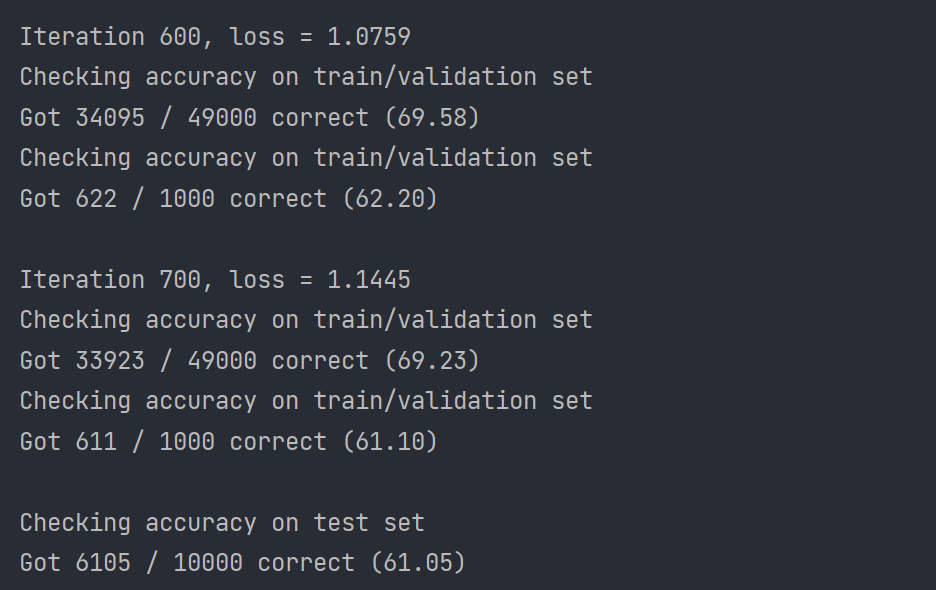 Iteration 600, loss = 1.0759
Checking accuracy on train/validation set
Got 34095 / 49000 correct (69.58)
Checking accuracy on train/validation set
Got 622 / 1000 correct (62.20)
Iteration 700, loss = 1.1445
Checking accuracy on train/validation set
Got 33923 / 49000 correct (69.23)
Checking accuracy on train/validation set
Got 611 / 1000 correct (61.10)
Checking accuracy on test set
Got 6105 / 10000 correct (61.05)